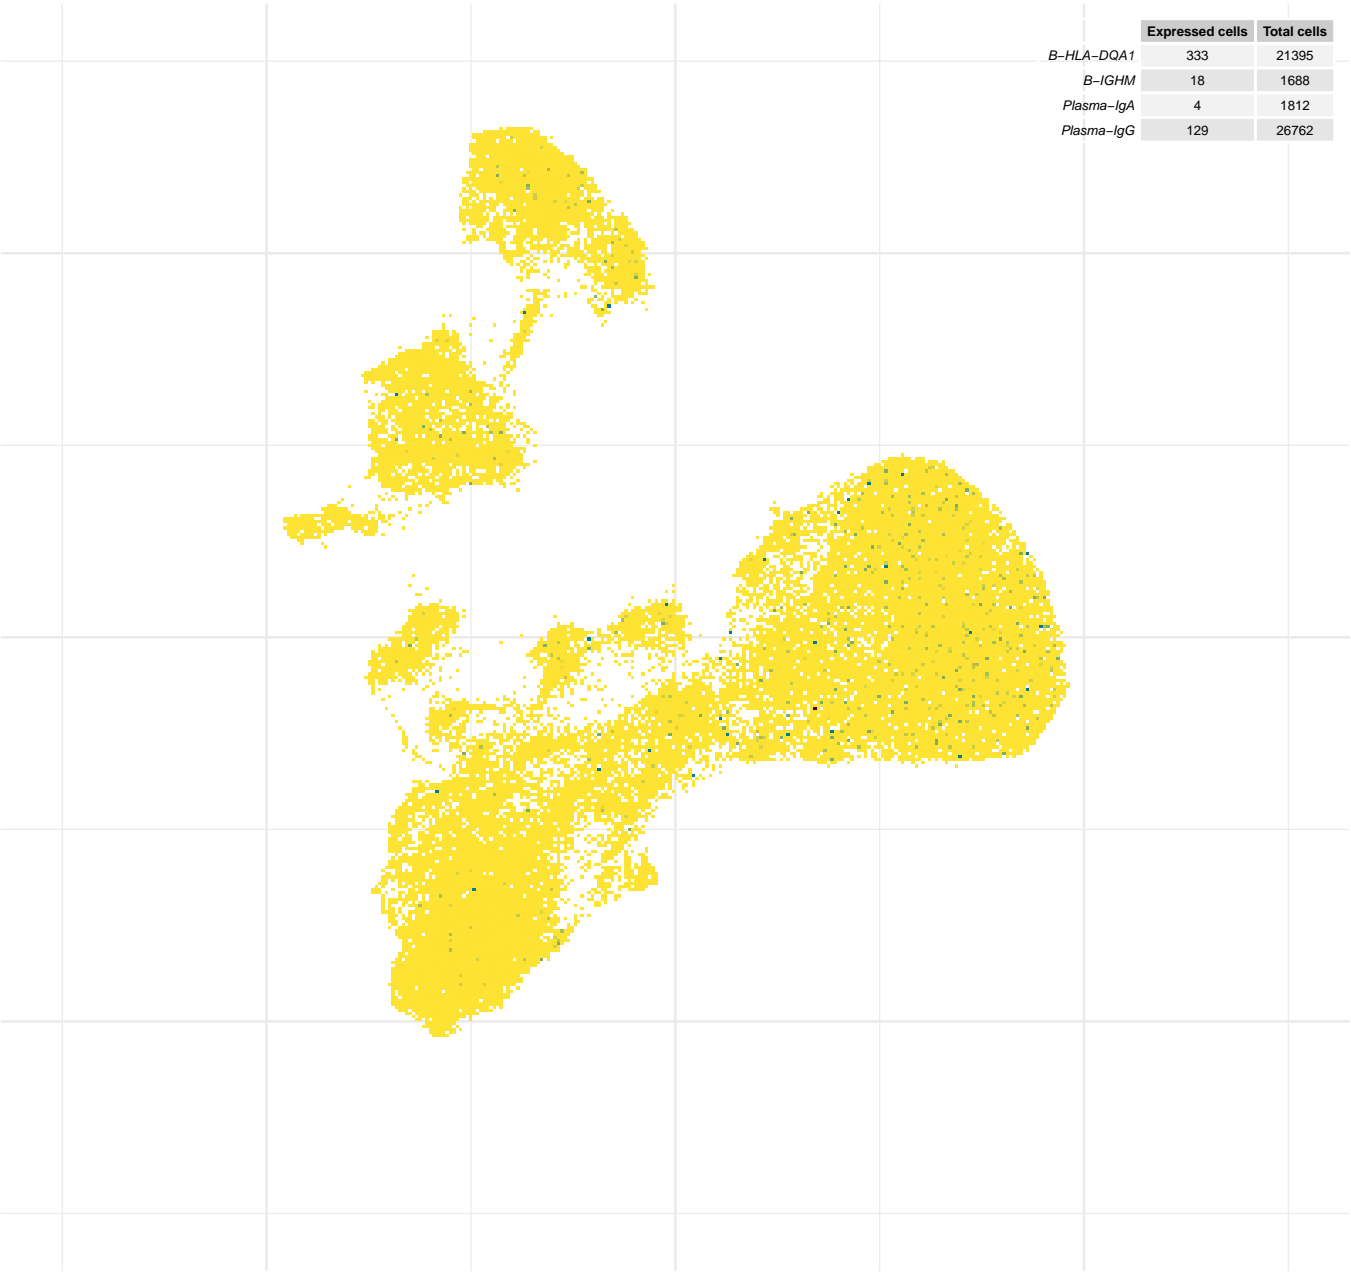 Expressed cells Total cells
B−HLA−DQA1 333 21395
B−IGHM 18 1688
Plasma−IgA 4 1812
Plasma−IgG 129 26762